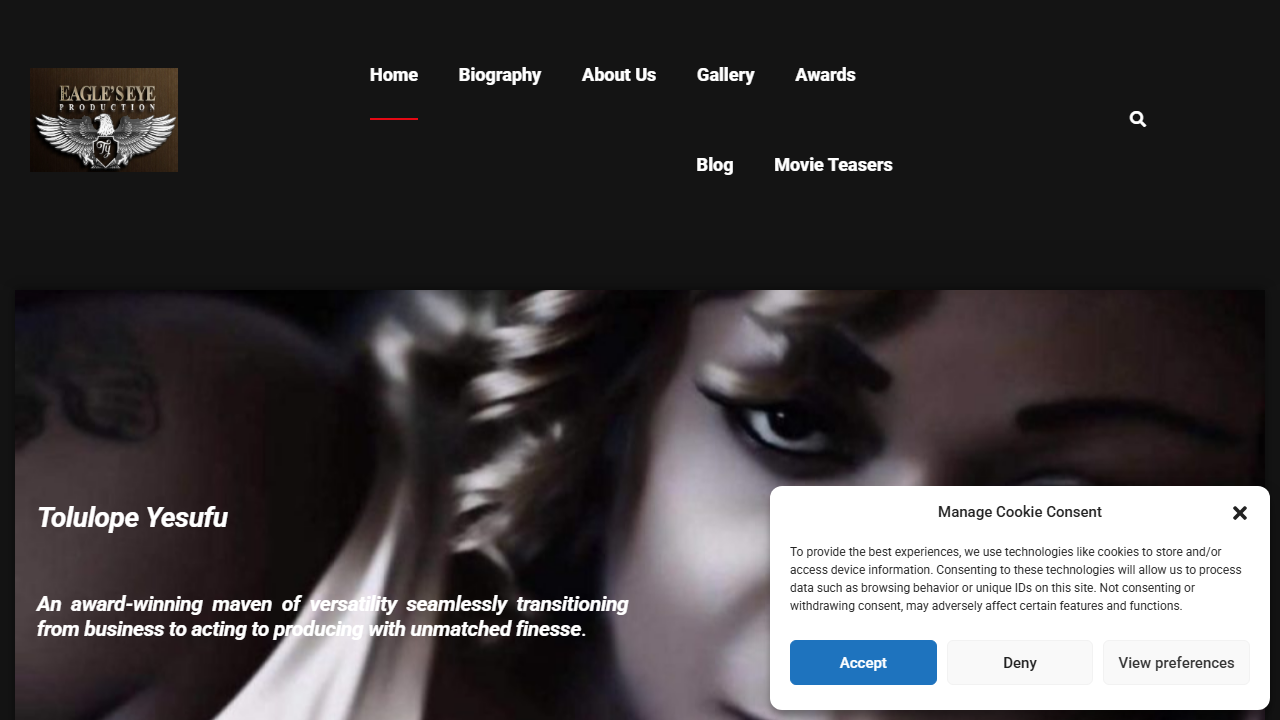 EAGLE'S EYE
PRODUCTION
Ty
Home Biography About Us Gallery Awards
Blog Movie Teasers
Tolulope Yesufu
An award-winning maven of versatility seamlessly transitioning
from business to acting to producing with unmatched finesse.
Manage Cookie Consent
To provide the best experiences, we use technologies like cookies to store and/or
access device information. Consenting to these technologies will allow us to process
data such as browsing behavior or unique IDs on this site. Not consenting or
withdrawing consent, may adversely affect certain features and functions.
Accept Deny View preferences